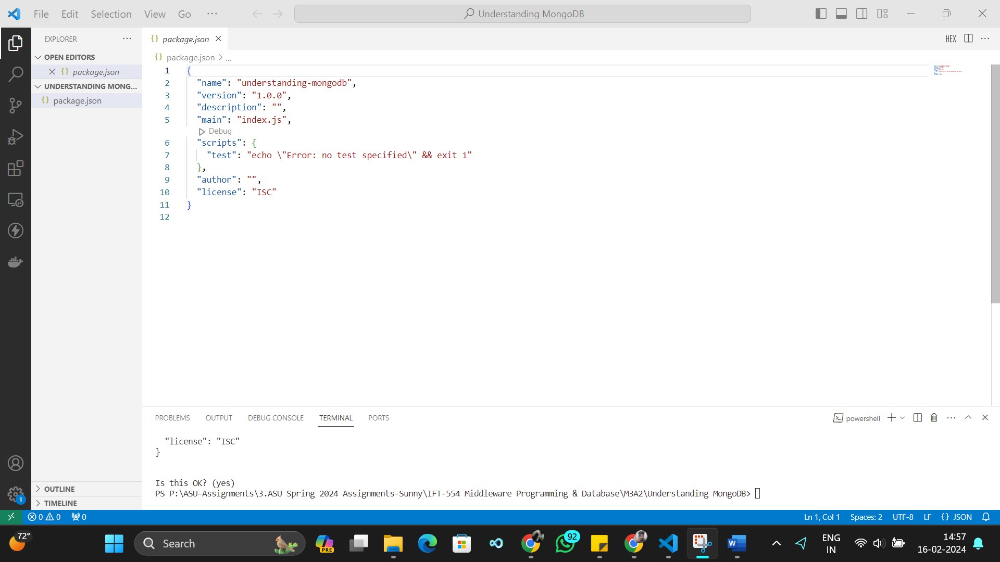 File Edit Selection View Go ...
Understanding MongoDB
EXPLORER
package.json
HEX
OPEN EDITORS
package.json
package.json > ...
UNDERSTANDING MONG...
package.json
1 {
2 "name": "understanding-mongodb",
3 "version": "1.0.0",
4 "description": "",
5 "main": "index.js",
Debug
6 "scripts": {
7 "test": "echo \"Error: no test specified\" && exit 1"
8 },
9 "author": "",
10 "license": "ISC"
11 }
12
PROBLEMS OUTPUT DEBUG CONSOLE TERMINAL PORTS
powershell
"license": "ISC"
}
Is this OK? (yes)
PS P:\ASU-Assignments\3.ASU Spring 2024 Assignments-Sunny\IFT-554 Middleware Programming & Database\M3A2\Understanding MongoDB>
OUTLINE
TIMELINE
1
0 0 0
Ln 1, Col 1 Spaces: 2 UTF-8 LF {} JSON
72°
Search
PRE
92
W
ENG
IN
14:57
16-02-2024